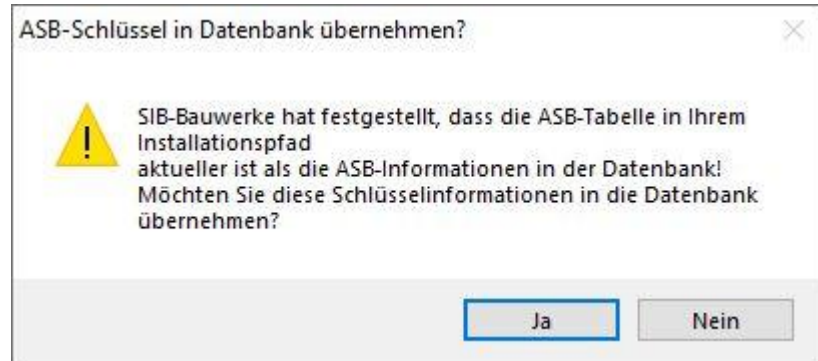 ASB-Schlüssel in Datenbank übernehmen?
SIB-Bauwerke hat festgestellt, dass die ASB-Tabelle in Ihrem
Installationspfad
aktueller ist als die ASB-Informationen in der Datenbank!
Möchten Sie diese Schlüsselinformationen in die Datenbank
übernehmen?
Ja
Nein